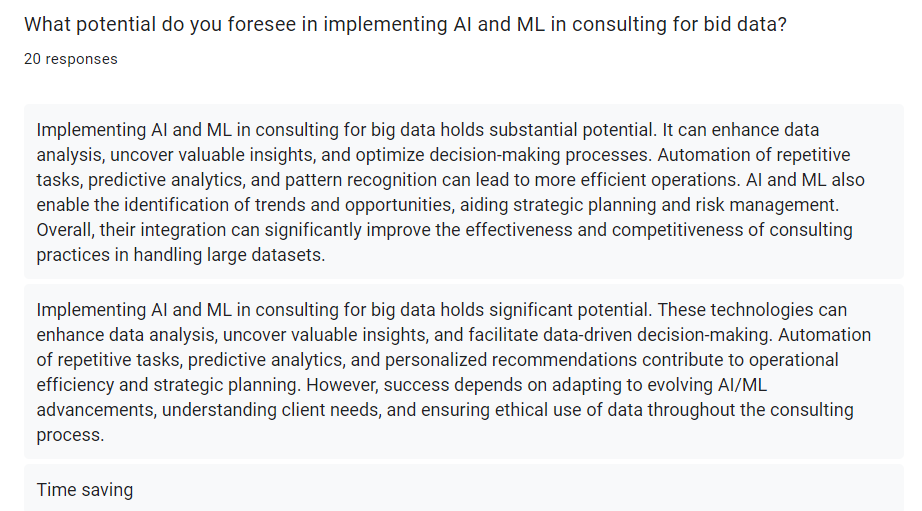 What potential do you foresee in implementing AI and ML in consulting for bid data?
20 responses
Implementing AI and ML in consulting for big data holds substantial potential. It can enhance data
analysis, uncover valuable insights, and optimize decision-making processes. Automation of repetitive
tasks, predictive analytics, and pattern recognition can lead to more efficient operations. AI and ML also
enable the identification of trends and opportunities, aiding strategic planning and risk management.
Overall, their integration can significantly improve the effectiveness and competitiveness of consulting
practices in handling large datasets.
Implementing AI and ML in consulting for big data holds significant potential. These technologies can
enhance data analysis, uncover valuable insights, and facilitate data-driven decision-making. Automation
of repetitive tasks, predictive analytics, and personalized recommendations contribute to operational
efficiency and strategic planning. However, success depends on adapting to evolving AI/ML
advancements, understanding client needs, and ensuring ethical use of data throughout the consulting
process.
Time saving